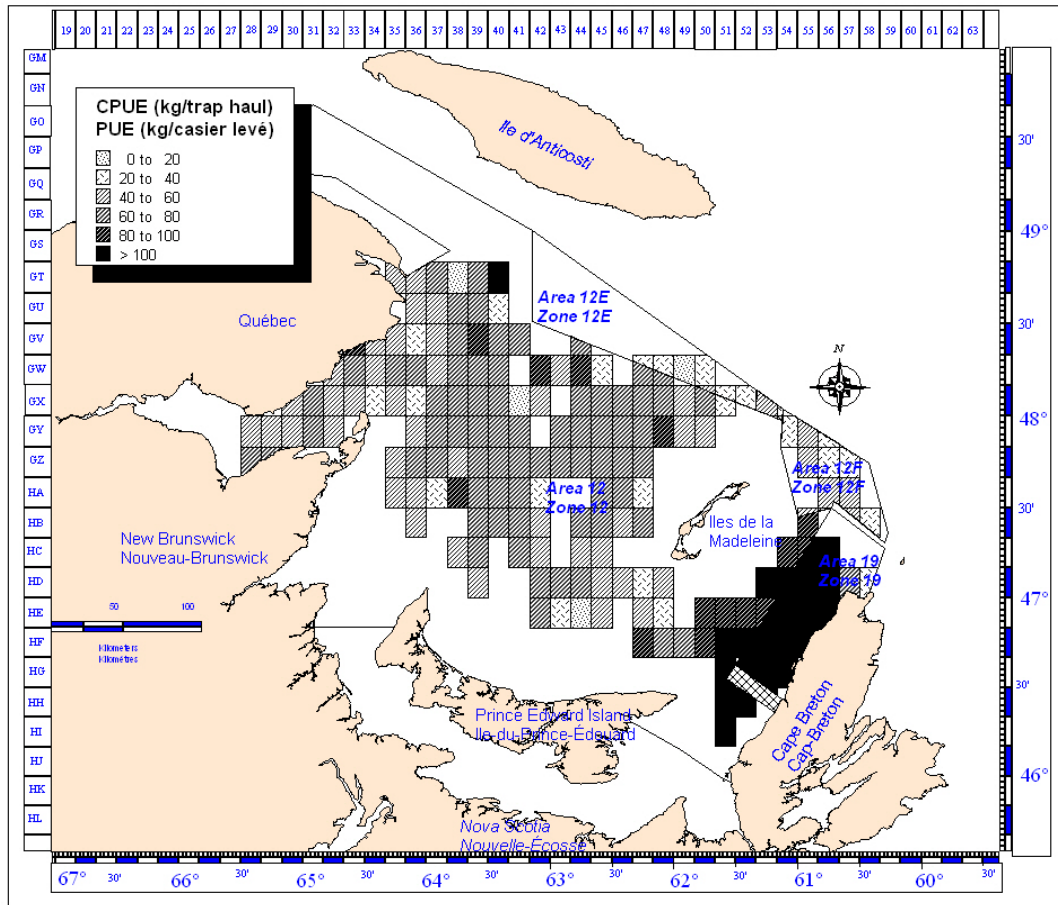 19 20 21 22 23 24 25 26 27 28 29 30 31 32 33 34 35 36 37 38 39 40 41 42 43 44 45 46 47 48 49 50 51 52 53 54 55 56 57 58 59 60 61 62 63
GM
GN
GO
GP
GQ
GR
GS
GT
GU
GV
GW
GX
GY
GZ
HA
HB
HC
HD
HE
HF
HG
HH
HI
HJ
HK
HL
CPUE (kg/trap haul)
PUE (kg/casier levé)
0 to 20
20 to 40
40 to 60
60 to 80
80 to 100
> 100
Ile d'Anticosti
Québec
Area 12E
Zone 12E
N
Area 12F
Zone 12F
Area 12
Zone 12
Iles de la
Madeleine
Area 19
Zone 19
New Brunswick
Nouveau-Brunswick
50 100
Kilometers
Kilomètres
Prince Edward Island
Ile-du-Prince-Édouard
Cape Breton
Cap-Breton
Nova Scotia
Nouvelle-Écosse
30'
49°
30'
48°
30'
47°
30'
46°
67° 30' 66° 30' 65° 30' 64° 30' 63° 30' 62° 30' 61° 30' 60° 30'